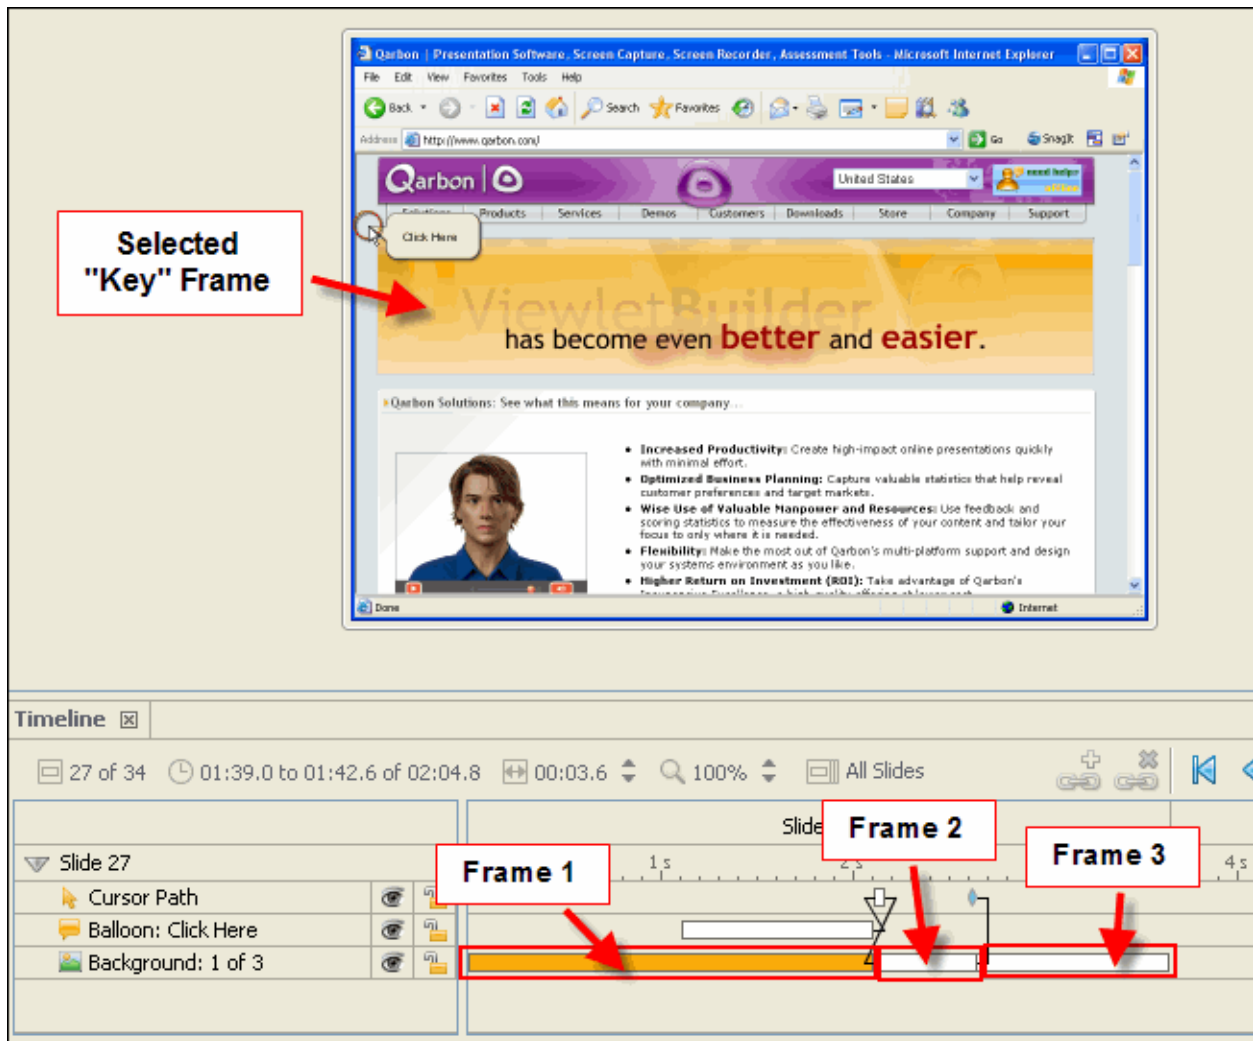 Qarbon | Presentation Software, Screen Capture, Screen Recorder, Assessment Tools - Microsoft Internet Explorer
File Edit View Favorites Tools Help
Back Search Favorites
Address http://www.qarbon.com/ Go SnagIt
Qarbon | United States need help?
offline
Solutions | Products | Services | Demos | Customers | Downloads | Store | Company | Support
Click Here
Selected
"Key" Frame
ViewletBuilder
has become even better and easier.
Qarbon Solutions: See what this means for your company...
• Increased Productivity: Create high-impact online presentations quickly
with minimal effort.
• Optimized Business Planning: Capture valuable statistics that help reveal
customer preferences and target markets.
• Wise Use of Valuable Manpower and Resources: Use feedback and
scoring statistics to measure the effectiveness of your content and tailor your
focus to only where it is needed.
• Flexibility: Make the most out of Qarbon's multi-platform support and design
your systems environment as you like.
• Higher Return on Investment (ROI): Take advantage of Qarbon's
Done Internet
Timeline
27 of 34 01:39.0 to 01:42.6 of 02:04.8 00:03.6 100% All Slides
Slide
Frame 1
Frame 2
Frame 3
Slide 27 1 s 2 s 4 s
Cursor Path
Balloon: Click Here
Background: 1 of 3